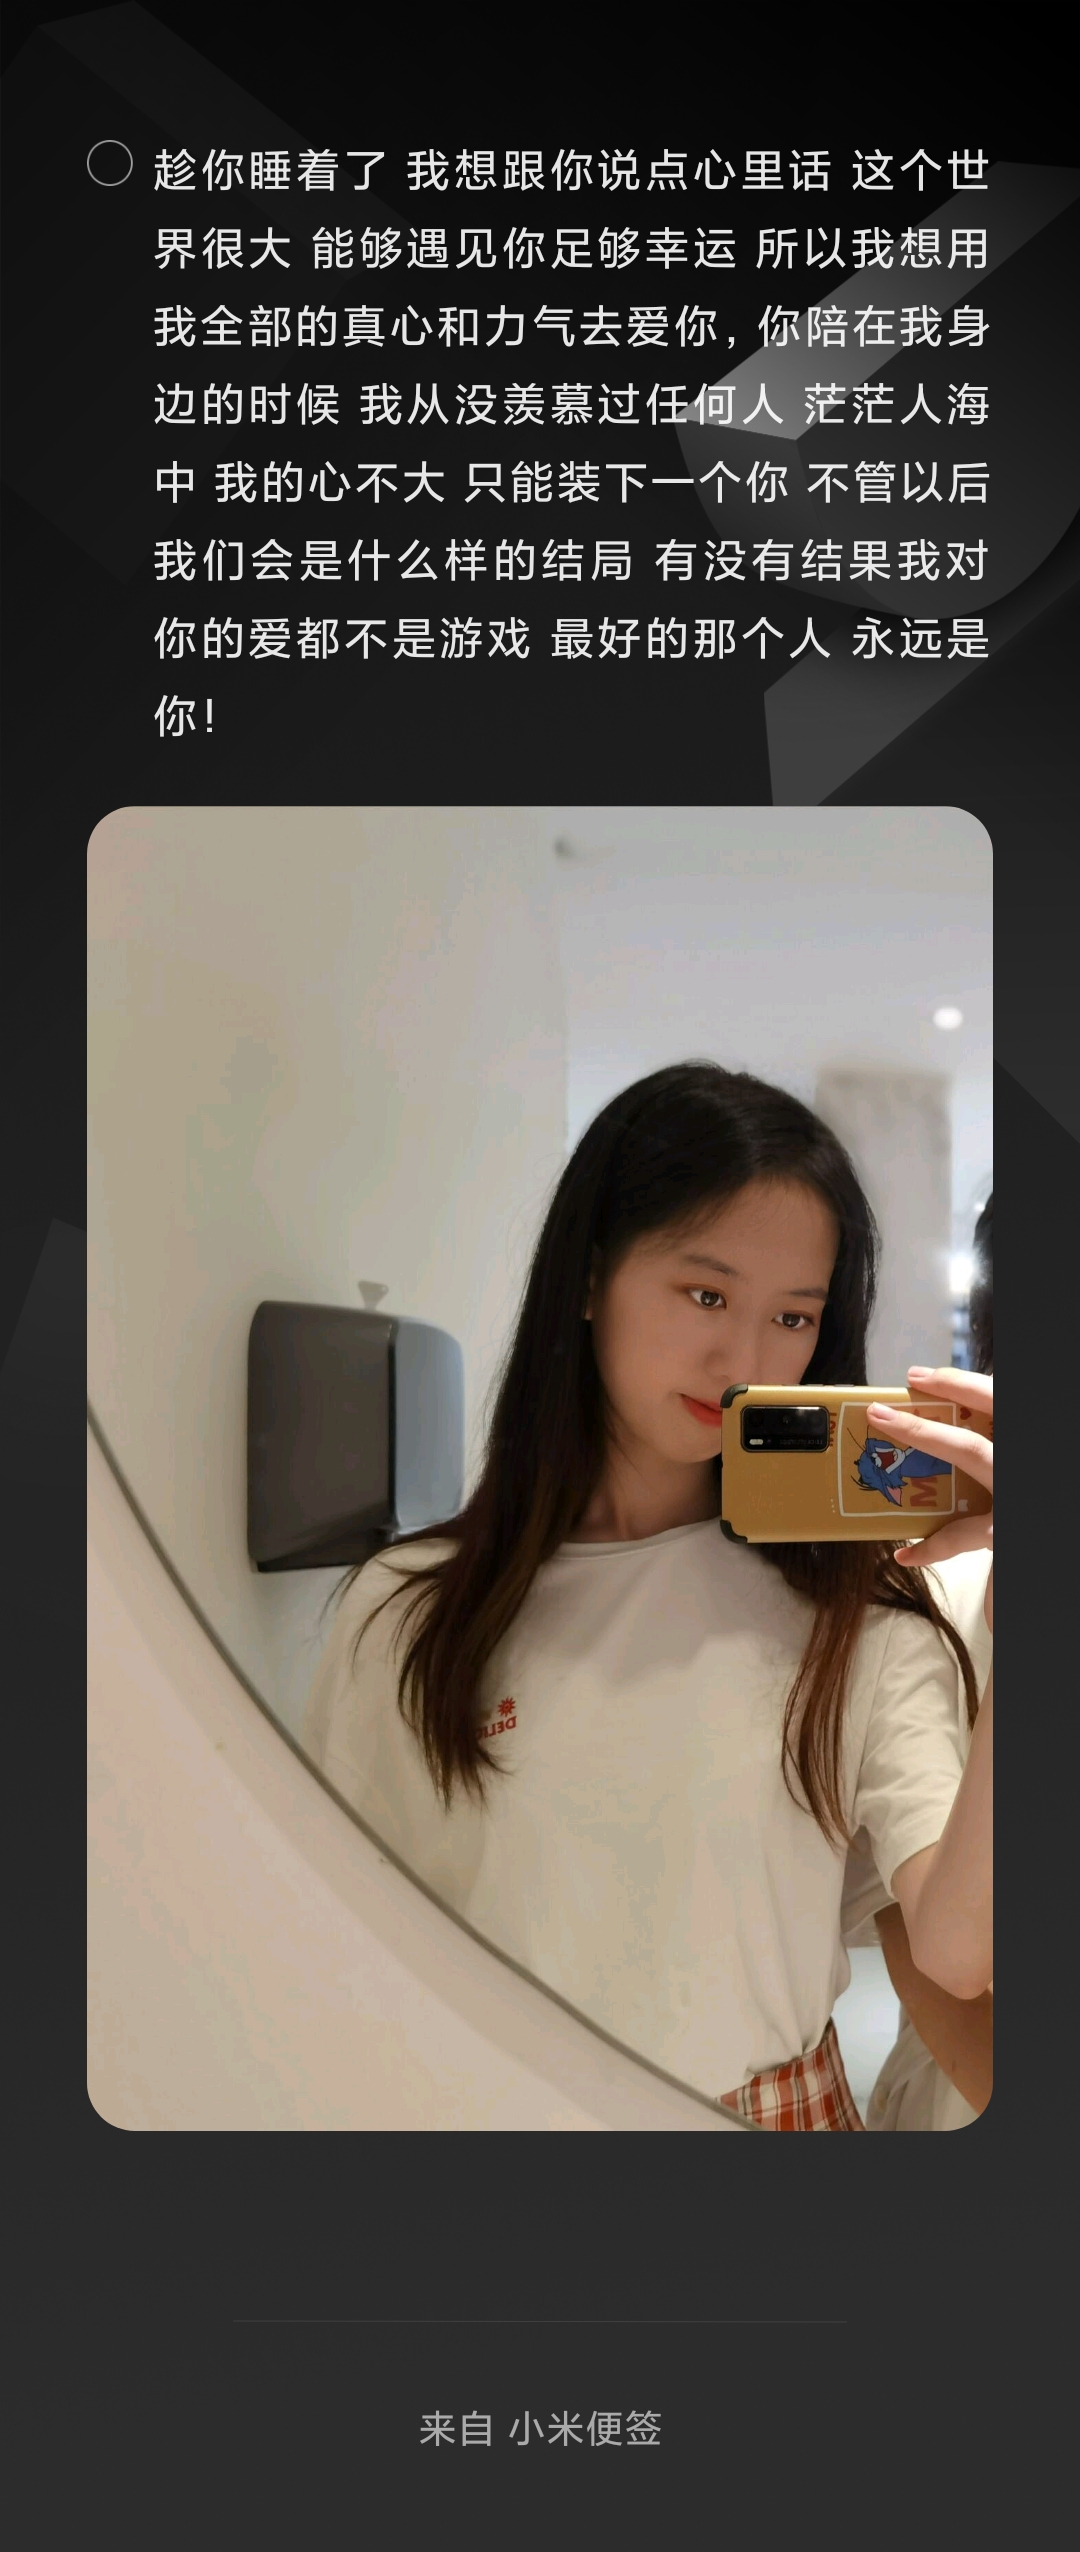 趁你睡着了 我想跟你说点心里话 这个世
界很大 能够遇见你足够幸运 所以我想用
我全部的真心和力气去爱你, 你陪在我身
边的时候 我从没羡慕过任何人 茫茫人海
中 我的心不大 只能装下一个你 不管以后
我们会是什么样的结局 有没有结果我对
你的爱都不是游戏 最好的那个人 永远是
你!
来自 小米便签